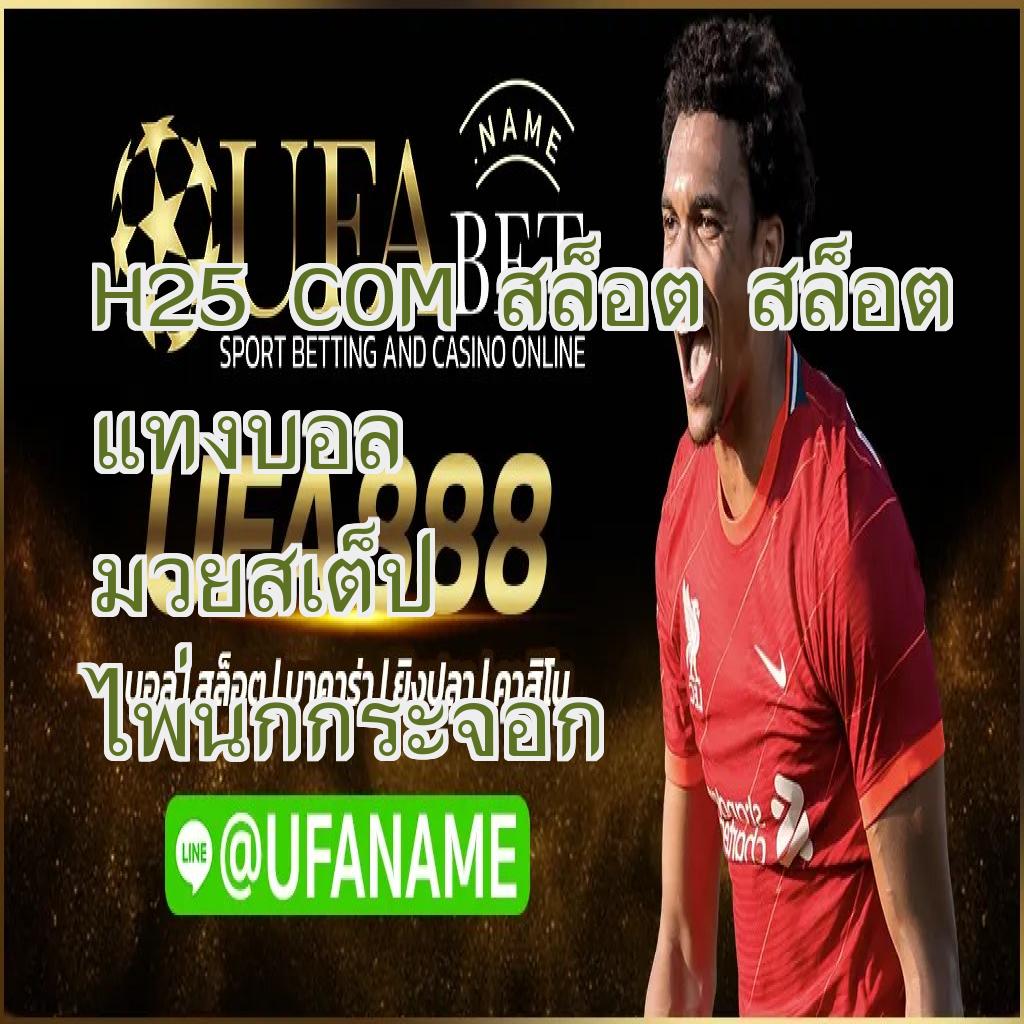 .NAME
UFABET
H25 COM สล็อต สล็อต
SPORT BETTING AND CASINO ONLINE
แทงบอล
UFA888
มวยสเต็ป
บอล | สล็อต | บาคาร่า | ยิงปลา | คาสิโน
ไพ่นกกระจอก
LINE @UFANAME